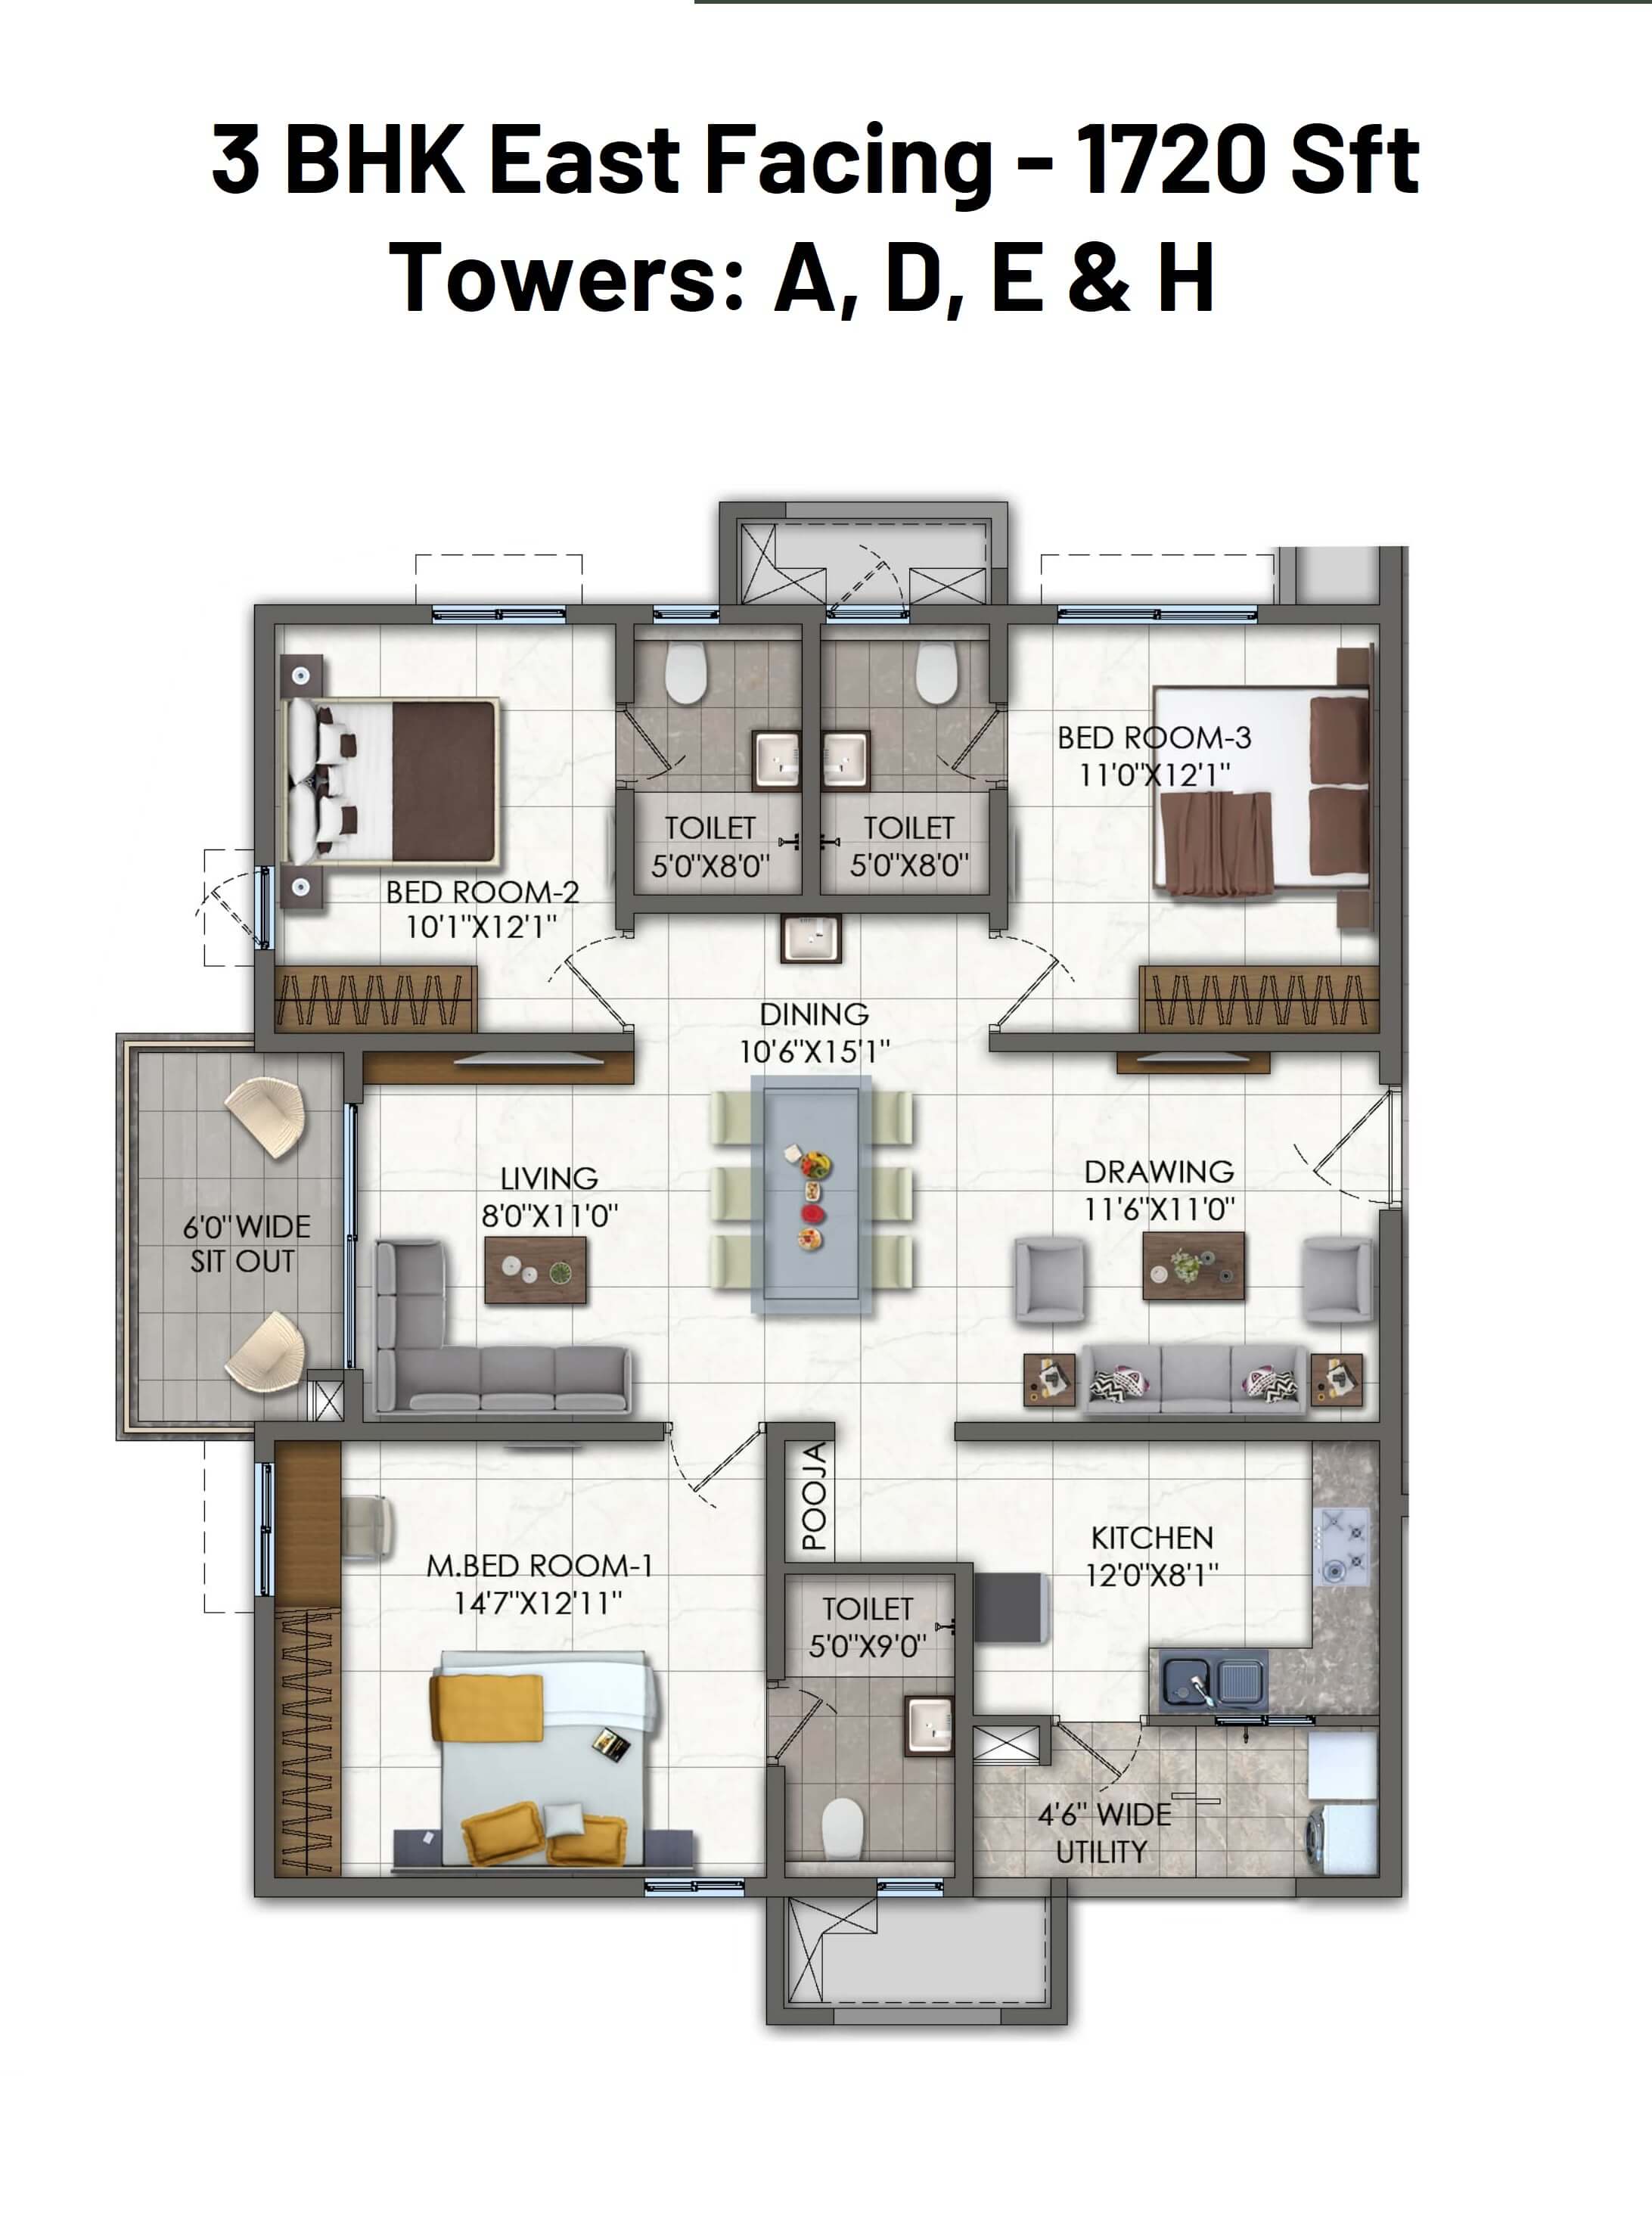 3 BHK East Facing - 1720 Sft
Towers: A, D, E & H
BED ROOM-3
11'0"X12'1"
TOILET
5'0"X8'0"
TOILET
5'0"X8'0"
BED ROOM-2
10'1"X12'1"
DINING
10'6"X15'1"
LIVING
8'0"X11'0"
DRAWING
11'6"X11'0"
6'0"WIDE
SIT OUT
POOJA
KITCHEN
12'0"X8'1"
M.BED ROOM-1
14'7"X12'11"
TOILET
5'0"X9'0"
4'6" WIDE
UTILITY